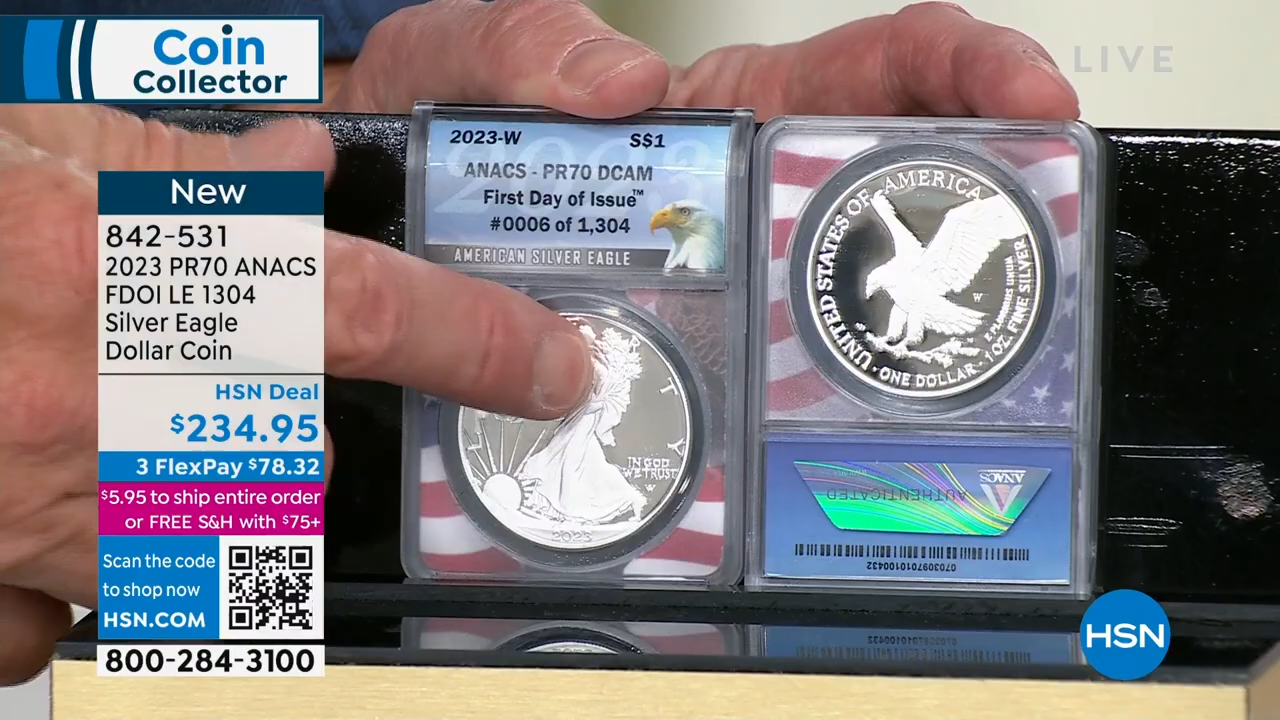 Coin
Collector
LIVE
New
842-531
2023 PR70 ANACS
FDOI LE 1304
Silver Eagle
Dollar Coin
HSN Deal
$234.95
3 FlexPay $78.32
$5.95 to ship entire order
or FREE S&H with $75+
Scan the code
to shop now
HSN.COM
800-284-3100
2023-W S$1
ANACS - PR70 DCAM
First Day of Issue™
#0006 of 1,304
AMERICAN SILVER EAGLE
R T Y
IN GOD
WE TRUST
W
2023
UNITED STATES OF AMERICA
W
E PLURIBUS UNUM
1 OZ. FINE SILVER
ONE DOLLAR
ANACS
AUTHENTICATED
0703097010100432
HSN